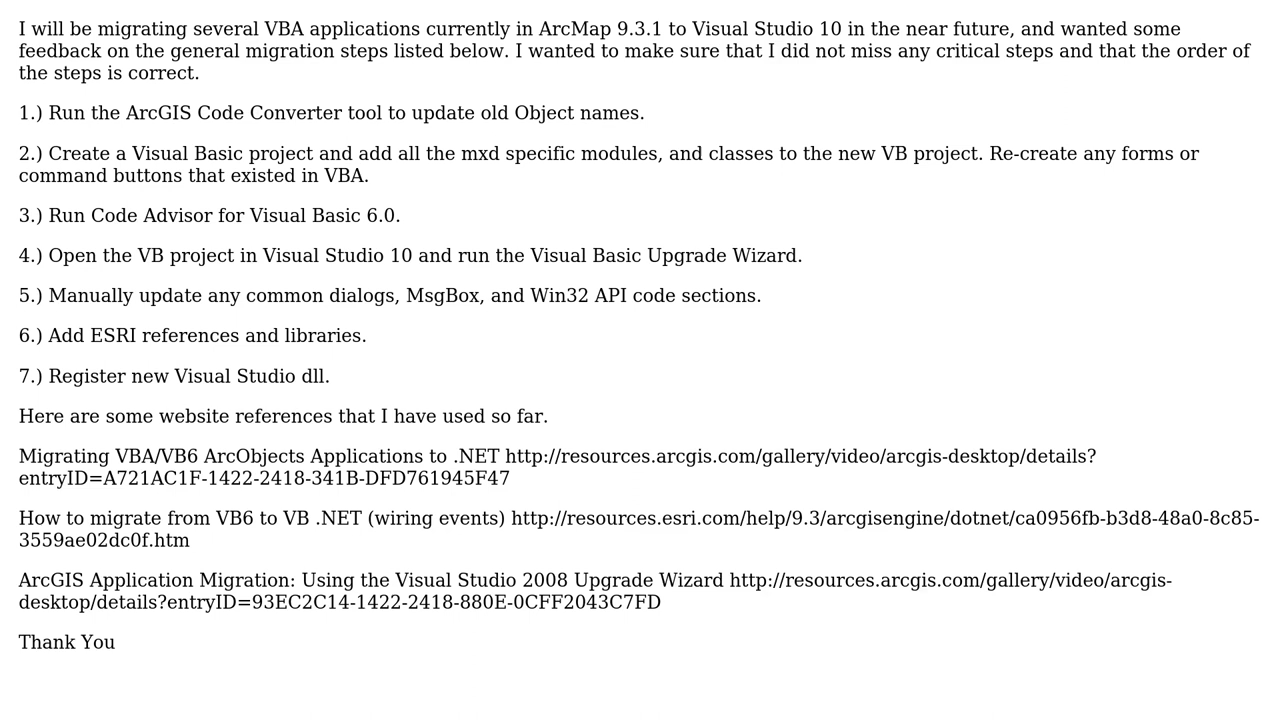 I will be migrating several VBA applications currently in ArcMap 9.3.1 to Visual Studio 10 in the near future, and wanted some
feedback on the general migration steps listed below. I wanted to make sure that I did not miss any critical steps and that the order of
the steps is correct.
1.) Run the ArcGIS Code Converter tool to update old Object names.
2.) Create a Visual Basic project and add all the mxd specific modules, and classes to the new VB project. Re-create any forms or
command buttons that existed in VBA.
3.) Run Code Advisor for Visual Basic 6.0.
4.) Open the VB project in Visual Studio 10 and run the Visual Basic Upgrade Wizard.
5.) Manually update any common dialogs, MsgBox, and Win32 API code sections.
6.) Add ESRI references and libraries.
7.) Register new Visual Studio dll.
Here are some website references that I have used so far.
Migrating VBA/VB6 ArcObjects Applications to .NET http://resources.arcgis.com/gallery/video/arcgis-desktop/details?
entryID=A721AC1F-1422-2418-341B-DFD761945F47
How to migrate from VB6 to VB .NET (wiring events) http://resources.esri.com/help/9.3/arcgisengine/dotnet/ca0956fb-b3d8-48a0-8c85-
3559ae02dc0f.htm
ArcGIS Application Migration: Using the Visual Studio 2008 Upgrade Wizard http://resources.arcgis.com/gallery/video/arcgis-
desktop/details?entryID=93EC2C14-1422-2418-880E-0CFF2043C7FD
Thank You